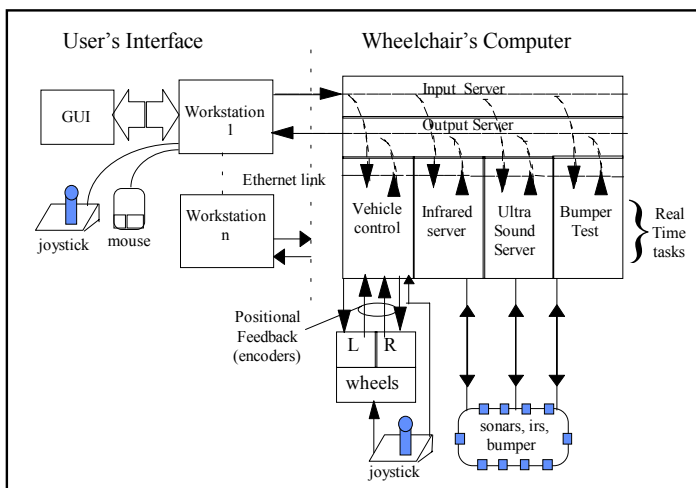 User's Interface
Wheelchair's Computer
GUI
Workstation
1
Input Server
Output Server
Ethernet link
joystick
mouse
Workstation
n
Vehicle
control
Infrared
server
Ultra
Sound
Server
Bumper
Test
Real
Time
tasks
Positional
Feedback
(encoders)
L R
wheels
joystick
sonars, irs,
bumper